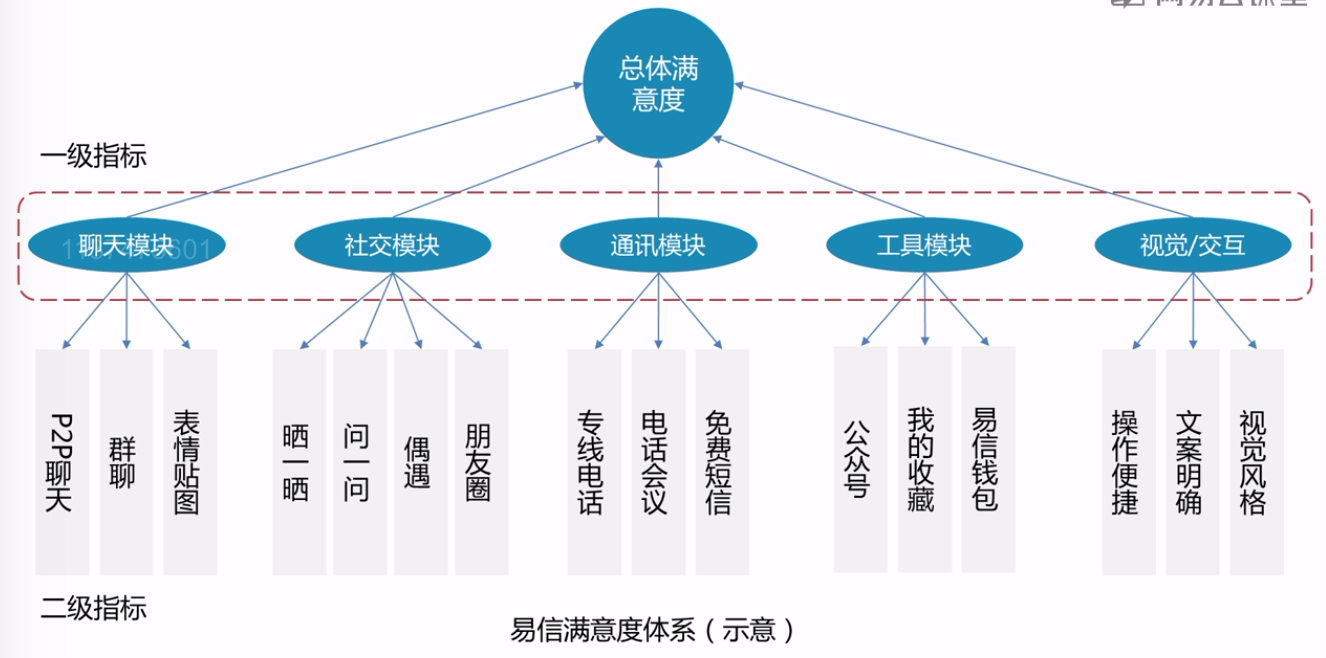 总体满
意度
一级指标
聊天模块
社交模块
通讯模块
工具模块
视觉/交互
P2P聊天
群聊
表情贴图
晒一晒
问一问
偶遇
朋友圈
专线电话
电话会议
免费短信
公众号
我的收藏
易信钱包
操作便捷
文案明确
视觉风格
二级指标
易信满意度体系（示意）